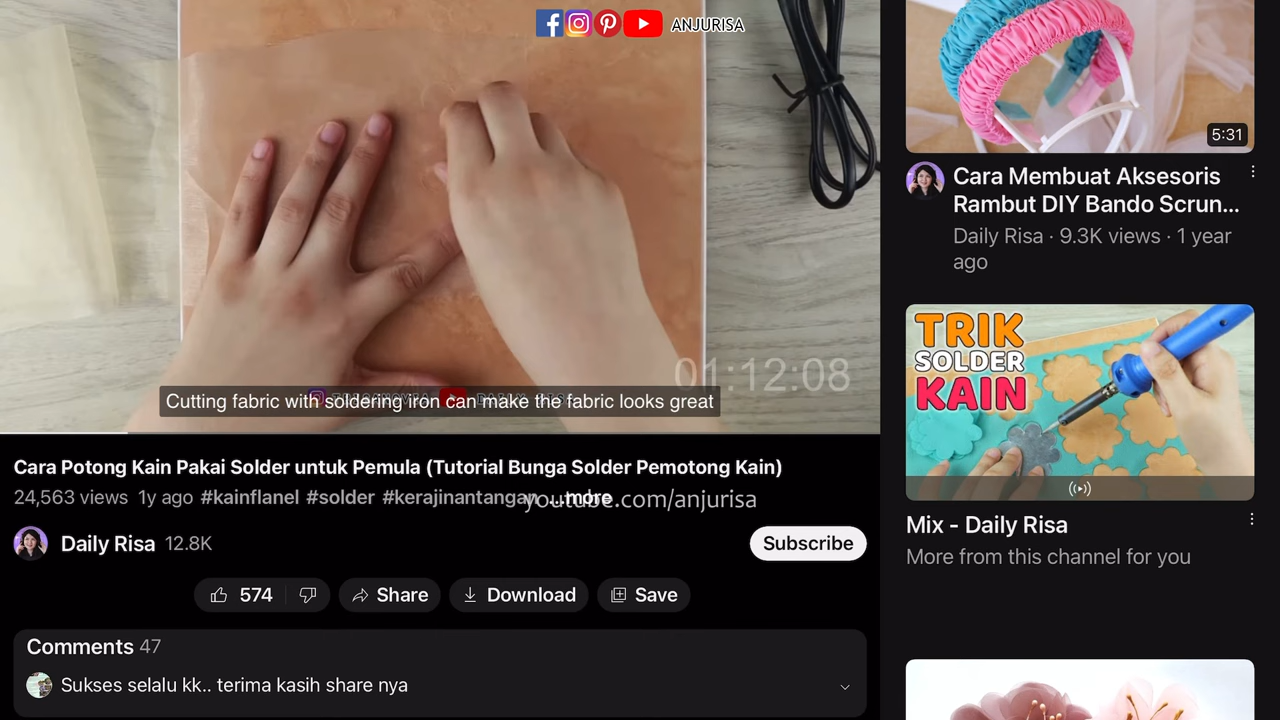 ANJURISA
01:12:08
Cutting fabric with soldering iron can make the fabric looks great
Cara Potong Kain Pakai Solder untuk Pemula (Tutorial Bunga Solder Pemotong Kain)
24,563 views 1y ago #kainflanel #solder #kerajinantangan ...more
youtube.com/anjurisa
Daily Risa 12.8K
Subscribe
574
Share
Download
Save
Comments 47
Sukses selalu kk.. terima kasih share nya
5:31
Cara Membuat Aksesoris
Rambut DIY Bando Scrun...
Daily Risa · 9.3K views · 1 year
ago
TRIK
SOLDER
KAIN
Mix - Daily Risa
More from this channel for you